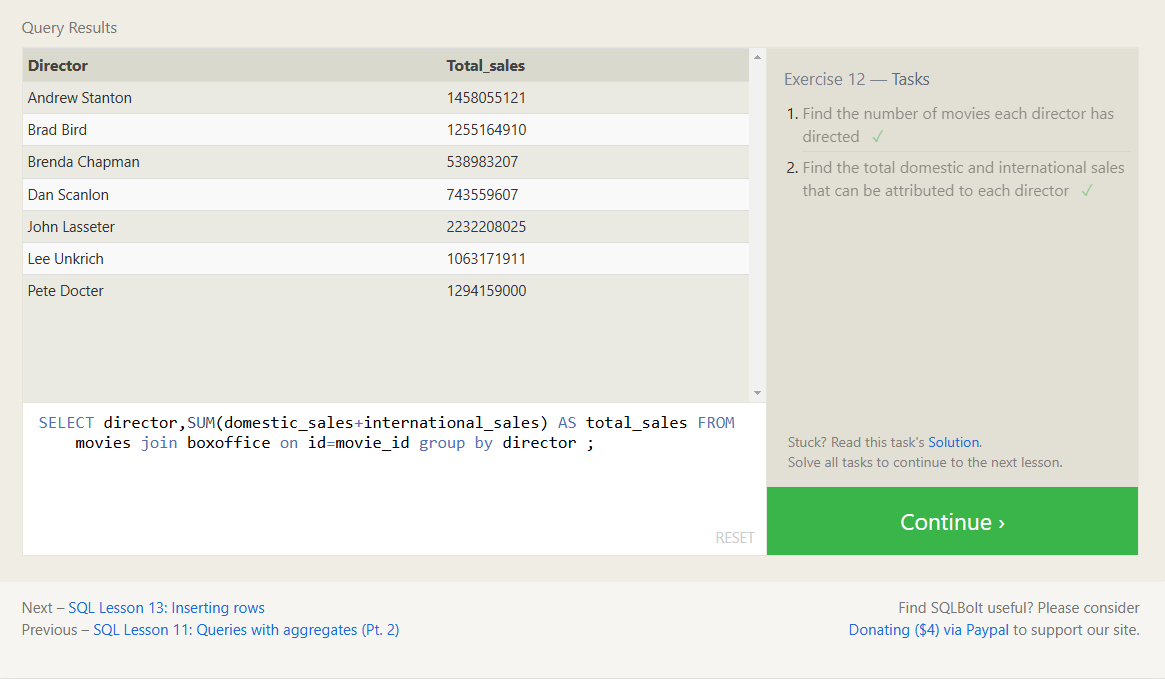 Query Results
Director Total_sales
Andrew Stanton 1458055121
Brad Bird 1255164910
Brenda Chapman 538983207
Dan Scanlon 743559607
John Lasseter 2232208025
Lee Unkrich 1063171911
Pete Docter 1294159000
SELECT director,SUM(domestic_sales+international_sales) AS total_sales FROM
movies join boxoffice on id=movie_id group by director ;
RESET
Exercise 12 — Tasks
1. Find the number of movies each director has
directed ✓
2. Find the total domestic and international sales
that can be attributed to each director ✓
Stuck? Read this task's Solution.
Solve all tasks to continue to the next lesson.
Continue ›
Next – SQL Lesson 13: Inserting rows
Previous – SQL Lesson 11: Queries with aggregates (Pt. 2)
Find SQLBolt useful? Please consider
Donating ($4) via Paypal to support our site.